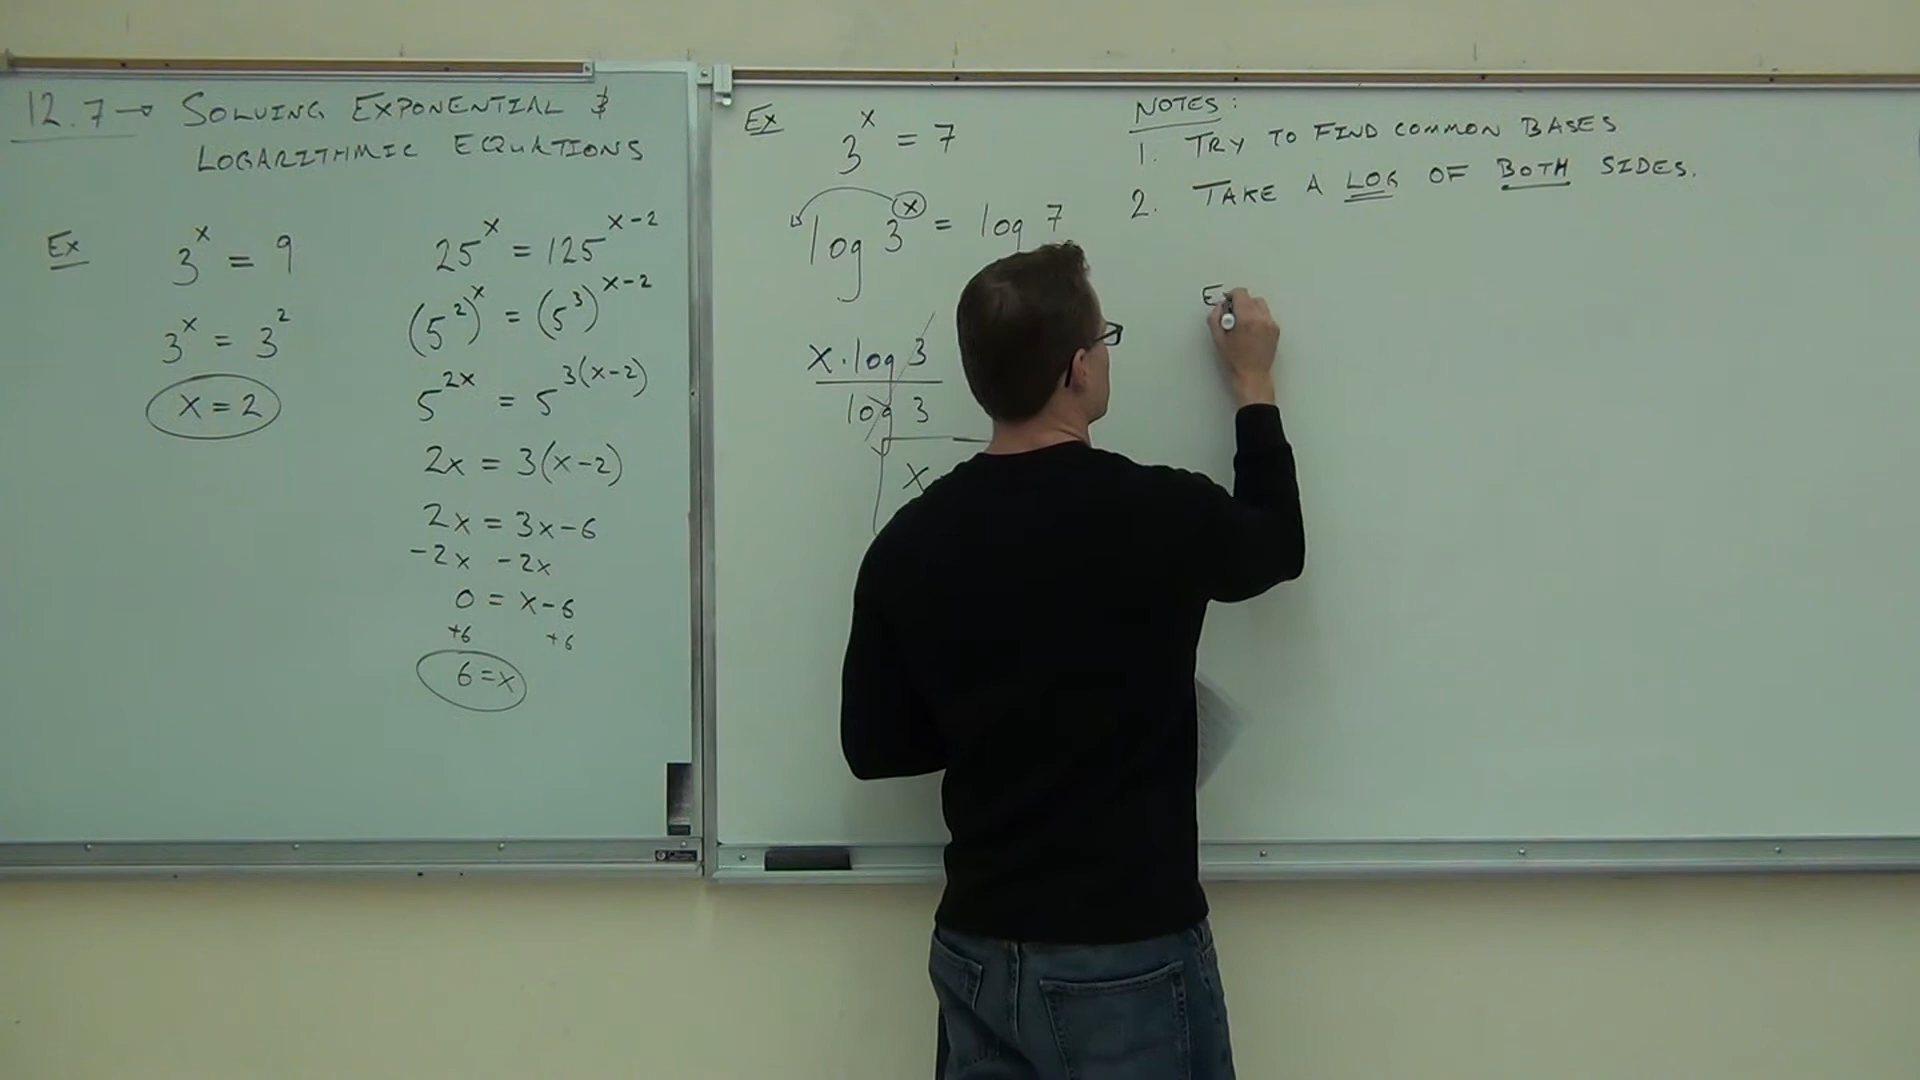 12.7 → SOLVING EXPONENTIAL &
LOGARITHMIC EQUATIONS
Ex
3^x = 9
3^x = 3^2
x = 2
25^x = 125^(x-2)
(5^2)^x = (5^3)^(x-2)
5^(2x) = 5^(3(x-2))
2x = 3(x-2)
2x = 3x-6
-2x -2x
0 = x-6
+6 +6
6 = x
Ex
3^x = 7
log 3^x = log 7
x·log 3
log 3
x
NOTES:
1. TRY TO FIND COMMON BASES
2. TAKE A LOG OF BOTH SIDES.
E